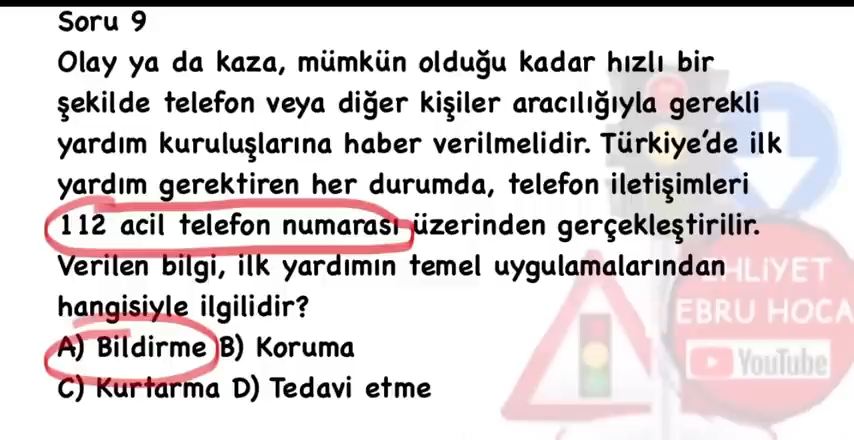 Soru 9
Olay ya da kaza, mümkün olduğu kadar hızlı bir
şekilde telefon veya diğer kişiler aracılığıyla gerekli
yardım kuruluşlarına haber verilmelidir. Türkiye'de ilk
yardım gerektiren her durumda, telefon iletişimleri
112 acil telefon numarası üzerinden gerçekleştirilir.
Verilen bilgi, ilk yardımın temel uygulamalarından
hangisiyle ilgilidir?
A) Bildirme B) Koruma
C) Kurtarma D) Tedavi etme
EHLİYET
EBRU HOCA
YouTube